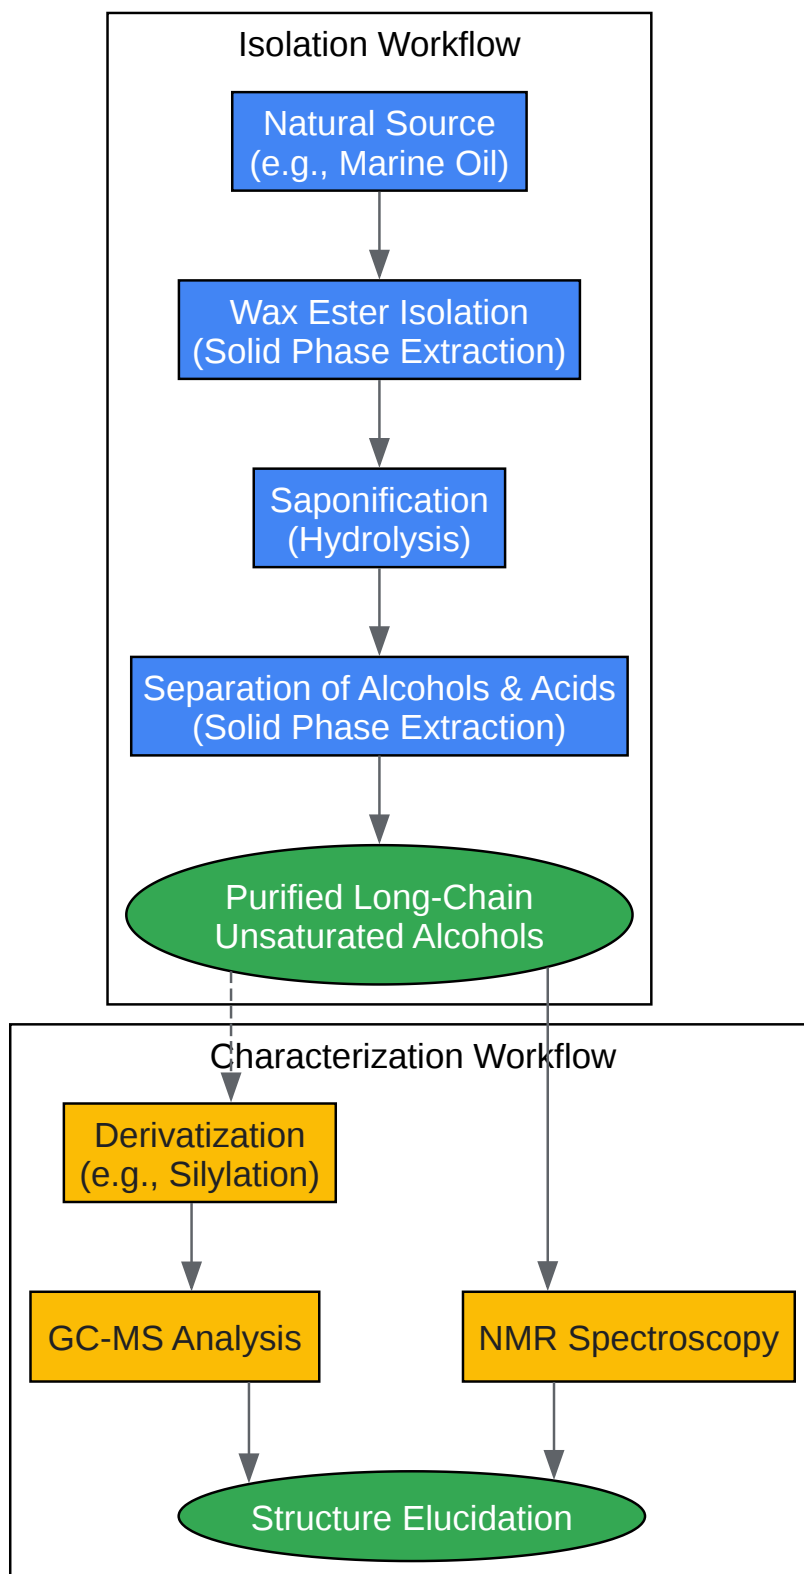 Isolation Workflow
Natural Source
(e.g., Marine Oil)
Wax Ester Isolation
(Solid Phase Extraction)
Saponification
(Hydrolysis)
Separation of Alcohols & Acids
(Solid Phase Extraction)
Purified Long-Chain
Unsaturated Alcohols
Characterization Workflow
Derivatization
(e.g., Silylation)
GC-MS Analysis
NMR Spectroscopy
Structure Elucidation